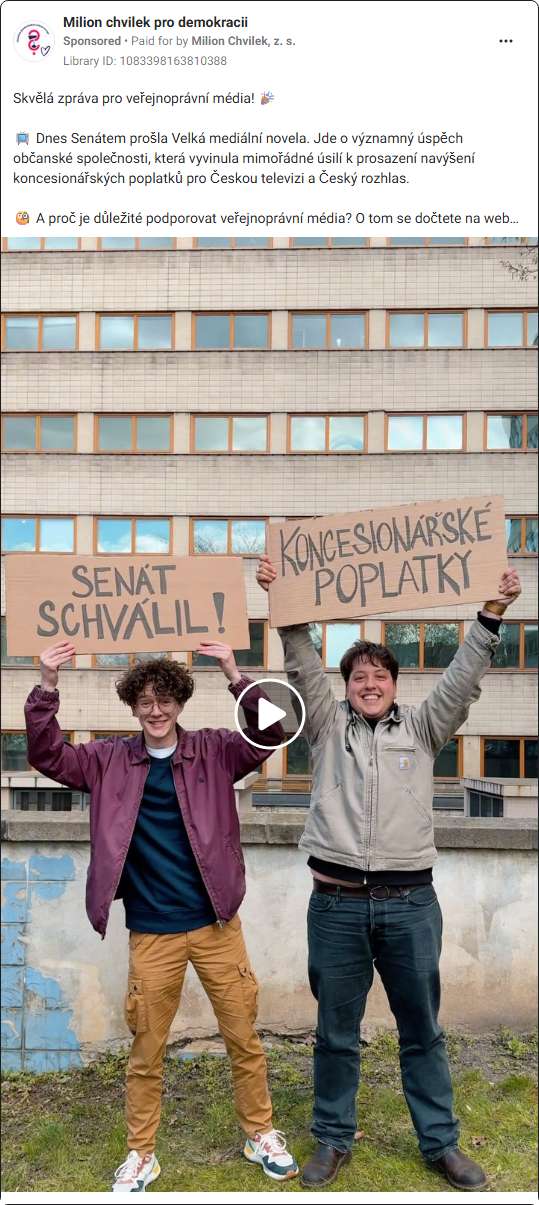 Milion chvilek pro demokracii
Sponsored • Paid for by Milion Chvilek, z. s.
Library ID: 1083398163810388
Skvělá zpráva pro veřejnoprávní média! 🎉
📺 Dnes Senátem prošla Velká mediální novela. Jde o významný úspěch
občanské společnosti, která vyvinula mimořádné úsilí k prosazení navýšení
koncesionářských poplatků pro Českou televizi a Český rozhlas.
A proč je důležité podporovat veřejnoprávní média? O tom se dočtete na web…
SENÁT
SCHVÁLIL!
KONCESIONÁŘSKÉ
POPLATKY